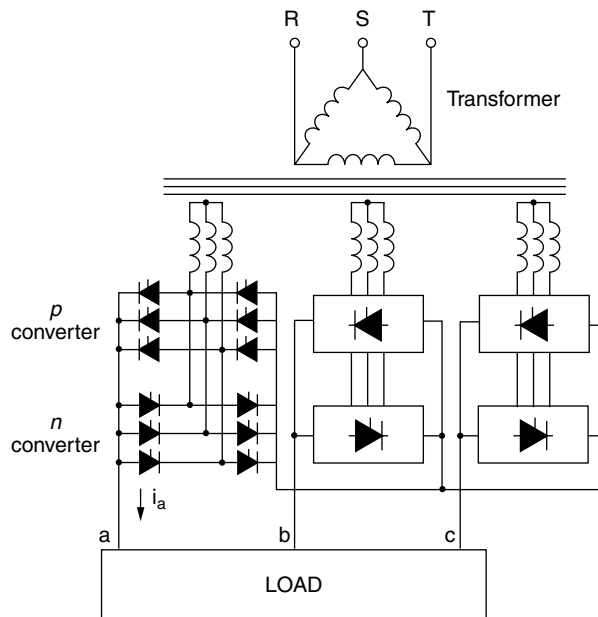 R S T
Transformer
p
converter
n
converter
i_a
a b c
LOAD